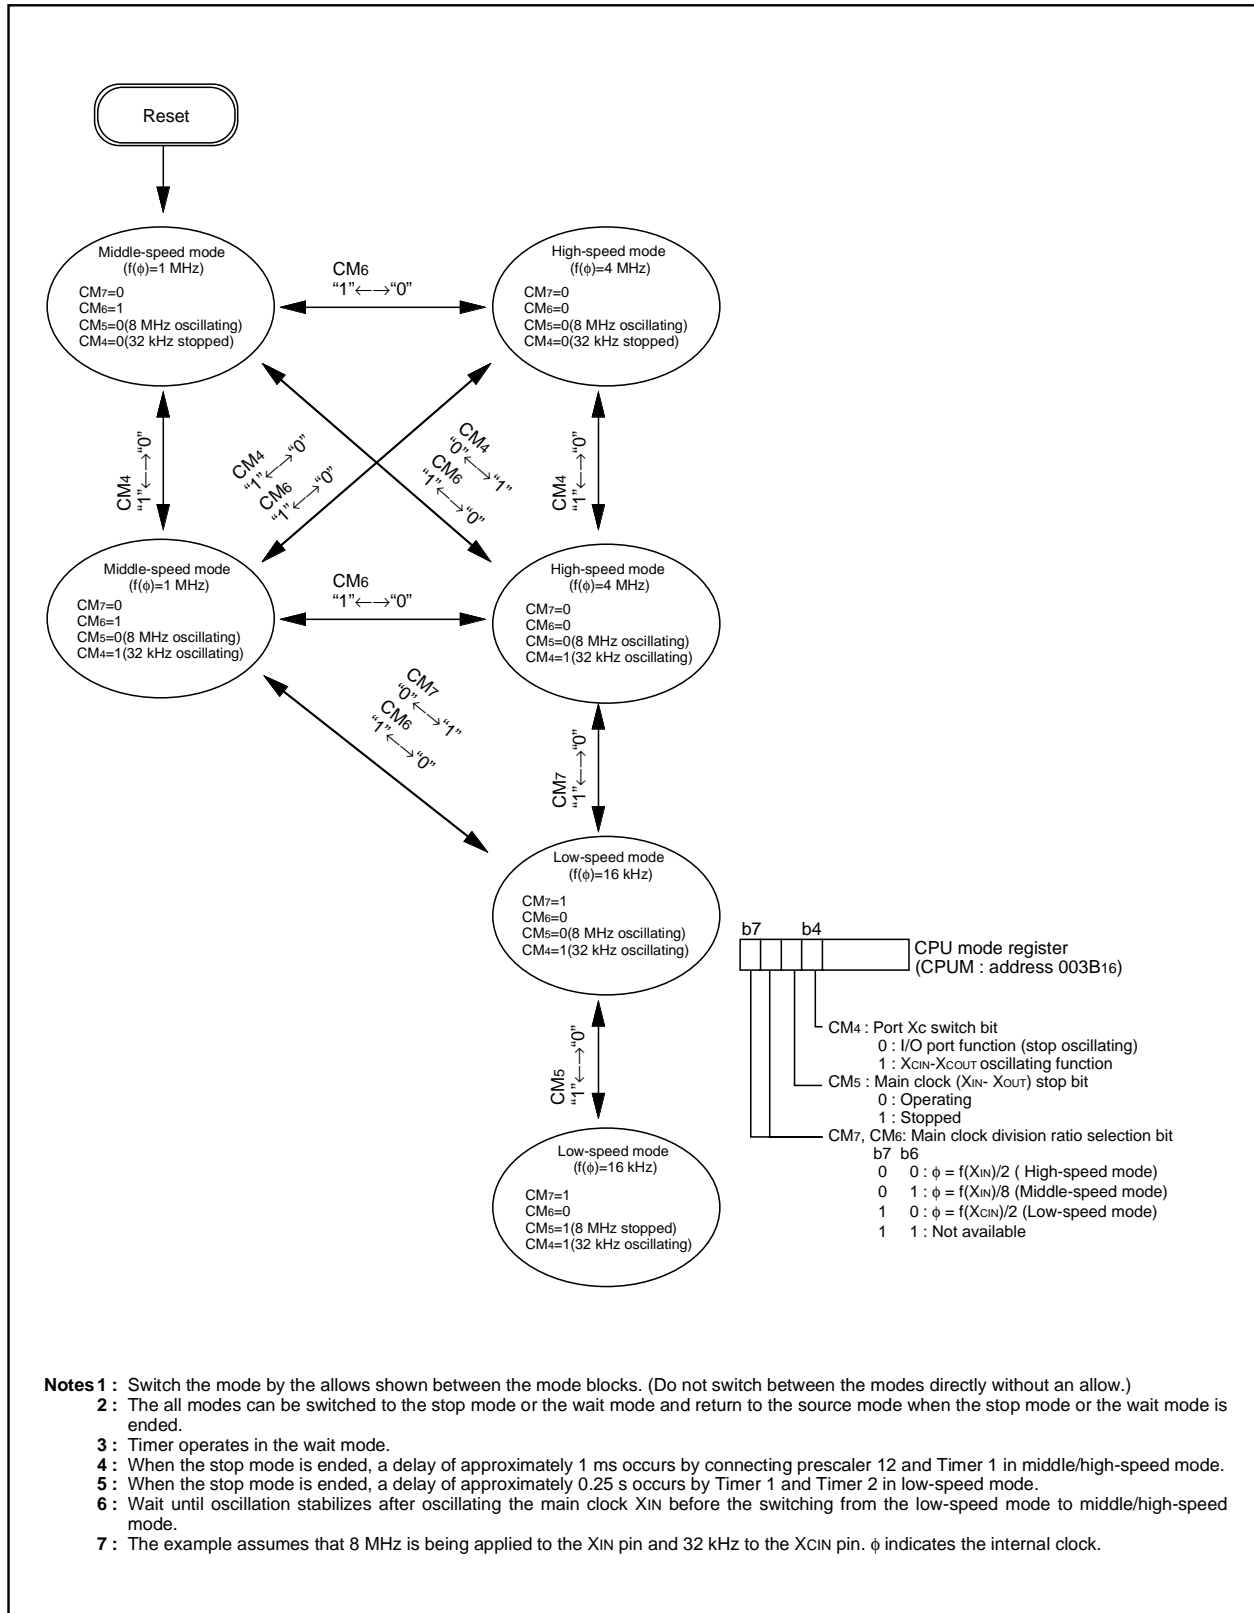 Reset
Middle-speed mode
(f(ϕ)=1 MHz)
CM7=0
CM6=1
CM5=0(8 MHz oscillating)
CM4=0(32 kHz stopped)
CM6
“1”←→“0”
High-speed mode
(f(ϕ)=4 MHz)
CM7=0
CM6=0
CM5=0(8 MHz oscillating)
CM4=0(32 kHz stopped)
CM4
“1”←→“0”
CM4
“1”←→“0”
CM6
“1”←→“0”
CM4
“0”←→“1”
CM6
“1”←→“0”
CM4
“1”←→“0”
Middle-speed mode
(f(ϕ)=1 MHz)
CM7=0
CM6=1
CM5=0(8 MHz oscillating)
CM4=1(32 kHz oscillating)
CM6
“1”←→“0”
High-speed mode
(f(ϕ)=4 MHz)
CM7=0
CM6=0
CM5=0(8 MHz oscillating)
CM4=1(32 kHz oscillating)
CM7
“0”←→“1”
CM6
“1”←→“0”
CM7
“1”←→“0”
Low-speed mode
(f(ϕ)=16 kHz)
CM7=1
CM6=0
CM5=0(8 MHz oscillating)
CM4=1(32 kHz oscillating)
CM5
“1”←→“0”
Low-speed mode
(f(ϕ)=16 kHz)
CM7=1
CM6=0
CM5=1(8 MHz stopped)
CM4=1(32 kHz oscillating)
b7 b4
CPU mode register
(CPUM : address 003B16)
CM4 : Port Xc switch bit
0 : I/O port function (stop oscillating)
1 : XCIN-XCOUT oscillating function
CM5 : Main clock (XIN- XOUT) stop bit
0 : Operating
1 : Stopped
CM7, CM6: Main clock division ratio selection bit
b7 b6
0 0 : ϕ = f(XIN)/2 ( High-speed mode)
0 1 : ϕ = f(XIN)/8 (Middle-speed mode)
1 0 : ϕ = f(XCIN)/2 (Low-speed mode)
1 1 : Not available
Notes 1 : Switch the mode by the allows shown between the mode blocks. (Do not switch between the modes directly without an allow.)
2 : The all modes can be switched to the stop mode or the wait mode and return to the source mode when the stop mode or the wait mode is
ended.
3 : Timer operates in the wait mode.
4 : When the stop mode is ended, a delay of approximately 1 ms occurs by connecting prescaler 12 and Timer 1 in middle/high-speed mode.
5 : When the stop mode is ended, a delay of approximately 0.25 s occurs by Timer 1 and Timer 2 in low-speed mode.
6 : Wait until oscillation stabilizes after oscillating the main clock XIN before the switching from the low-speed mode to middle/high-speed
mode.
7 : The example assumes that 8 MHz is being applied to the XIN pin and 32 kHz to the XCIN pin. ϕ indicates the internal clock.